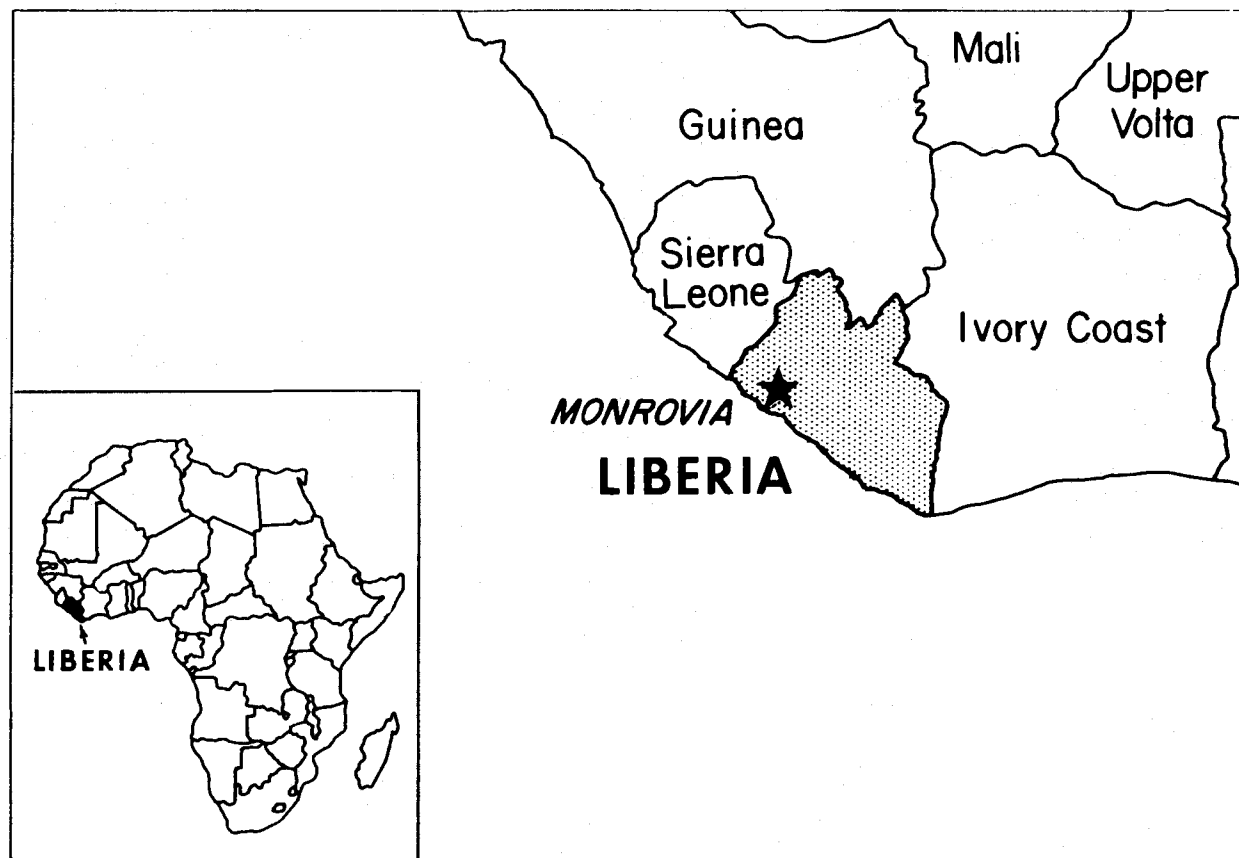 Mali
Upper
Volta
Guinea
Sierra
Leone
Ivory Coast
MONROVIA
LIBERIA
LIBERIA